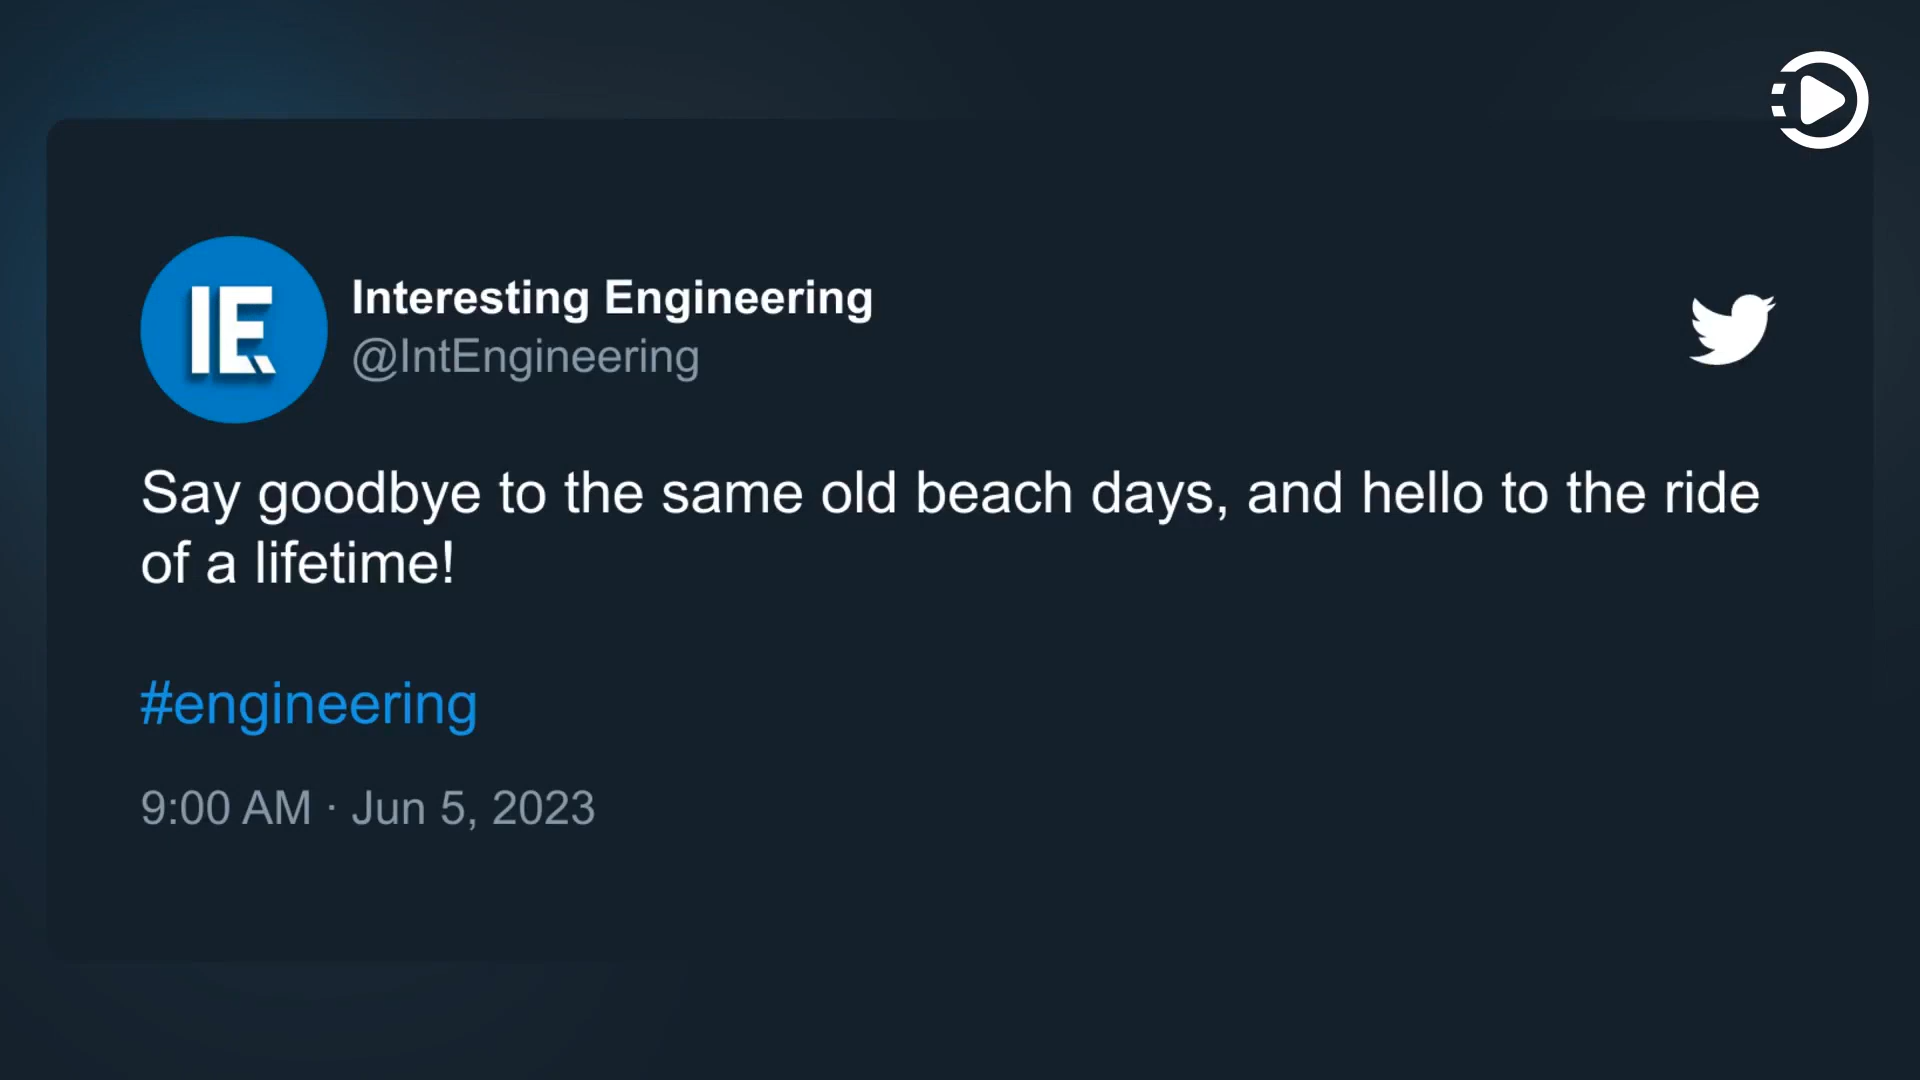 IE
Interesting Engineering
@IntEngineering
Say goodbye to the same old beach days, and hello to the ride
of a lifetime!
#engineering
9:00 AM · Jun 5, 2023